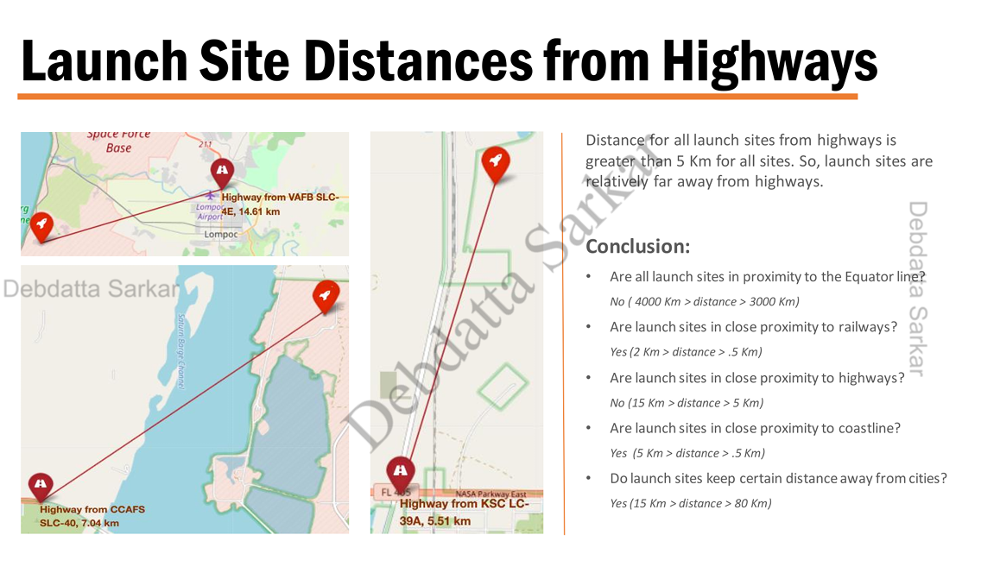 Launch Site Distances from Highways
Space Force
Base
211
Highway from VAFB SLC-
4E, 14.61 km
Lompoc
Airport
Lompoc
rg
ne
Saturn Barge Channel
Highway from CCAFS
SLC-40, 7.04 km
FL 405
NASA Parkway East
Highway from KSC LC-
39A, 5.51 km
Distance for all launch sites from highways is
greater than 5 Km for all sites. So, launch sites are
relatively far away from highways.
Conclusion:
• Are all launch sites in proximity to the Equator line?
No ( 4000 Km > distance > 3000 Km)
• Are launch sites in close proximity to railways?
Yes (2 Km > distance > .5 Km)
• Are launch sites in close proximity to highways?
No (15 Km > distance > 5 Km)
• Are launch sites in close proximity to coastline?
Yes  (5 Km > distance > .5 Km)
• Do launch sites keep certain distance away from cities?
Yes (15 Km > distance > 80 Km)
Debdatta Sarkar
Debdatta Sarkar
Debdatta Sarkar